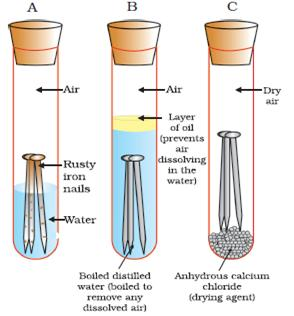 A
B
C
Air
Rusty
iron
nails
Water
Air
Layer
of oil
(prevents
air
dissolving
in the
water)
Dry
air
Boiled distilled
water (boiled to
remove any
dissolved air)
Anhydrous calcium
chloride
(drying agent)